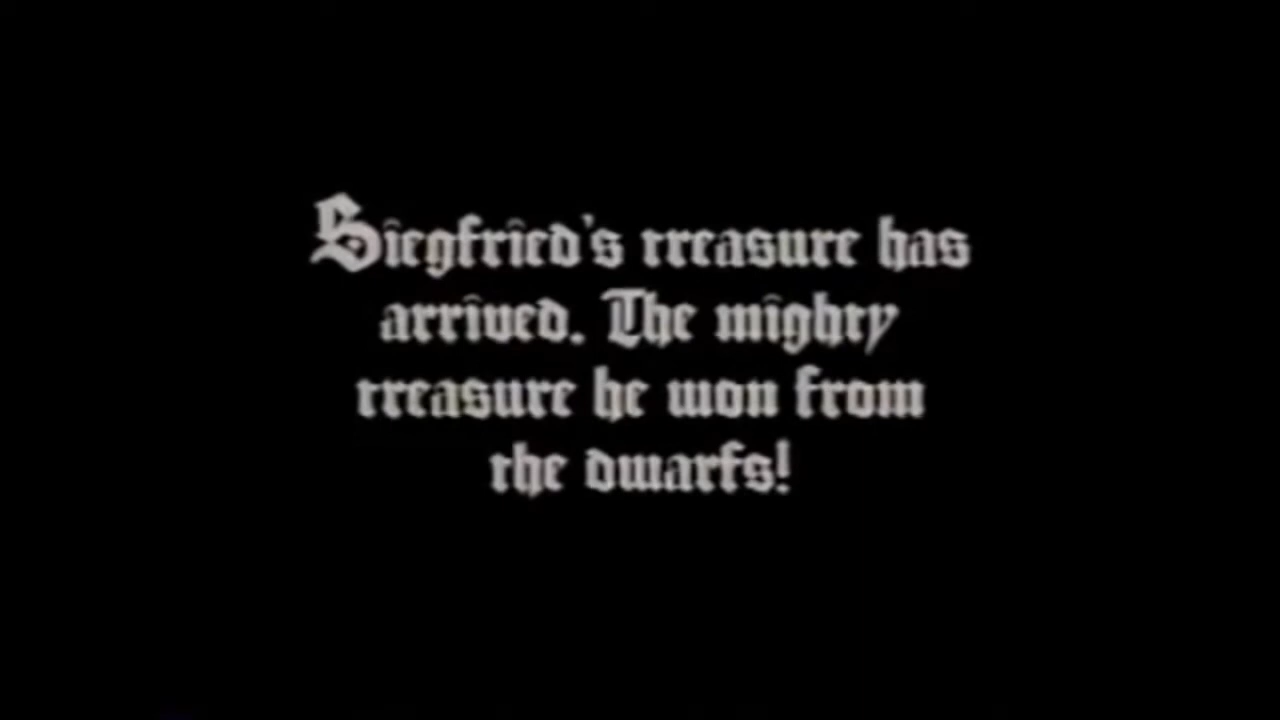 Siegfried's treasure has
arrived. The mighty
treasure he won from
the dwarfs!